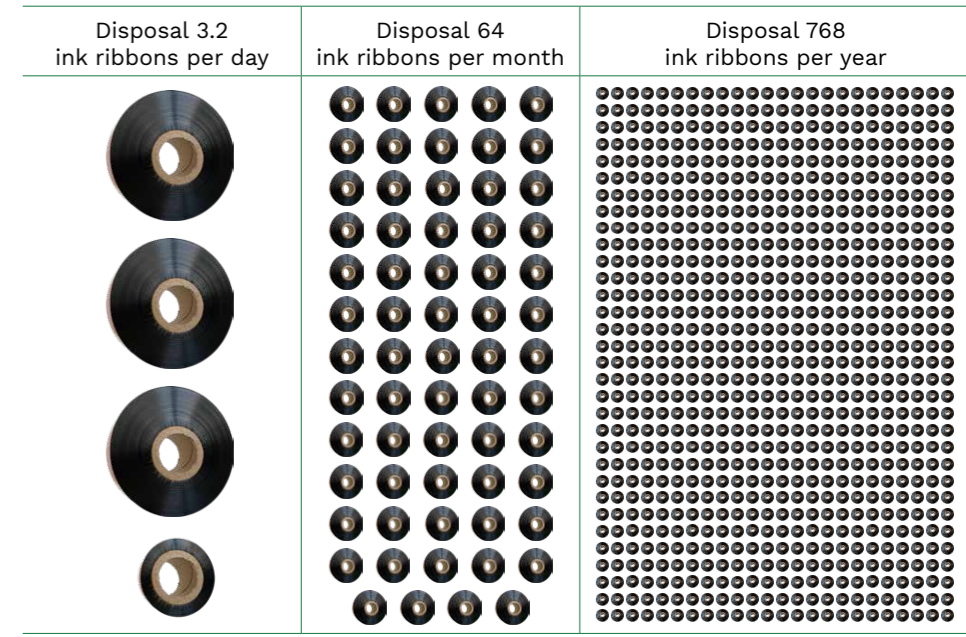 Disposal 3.2
ink ribbons per day
Disposal 64
ink ribbons per month
Disposal 768
ink ribbons per year